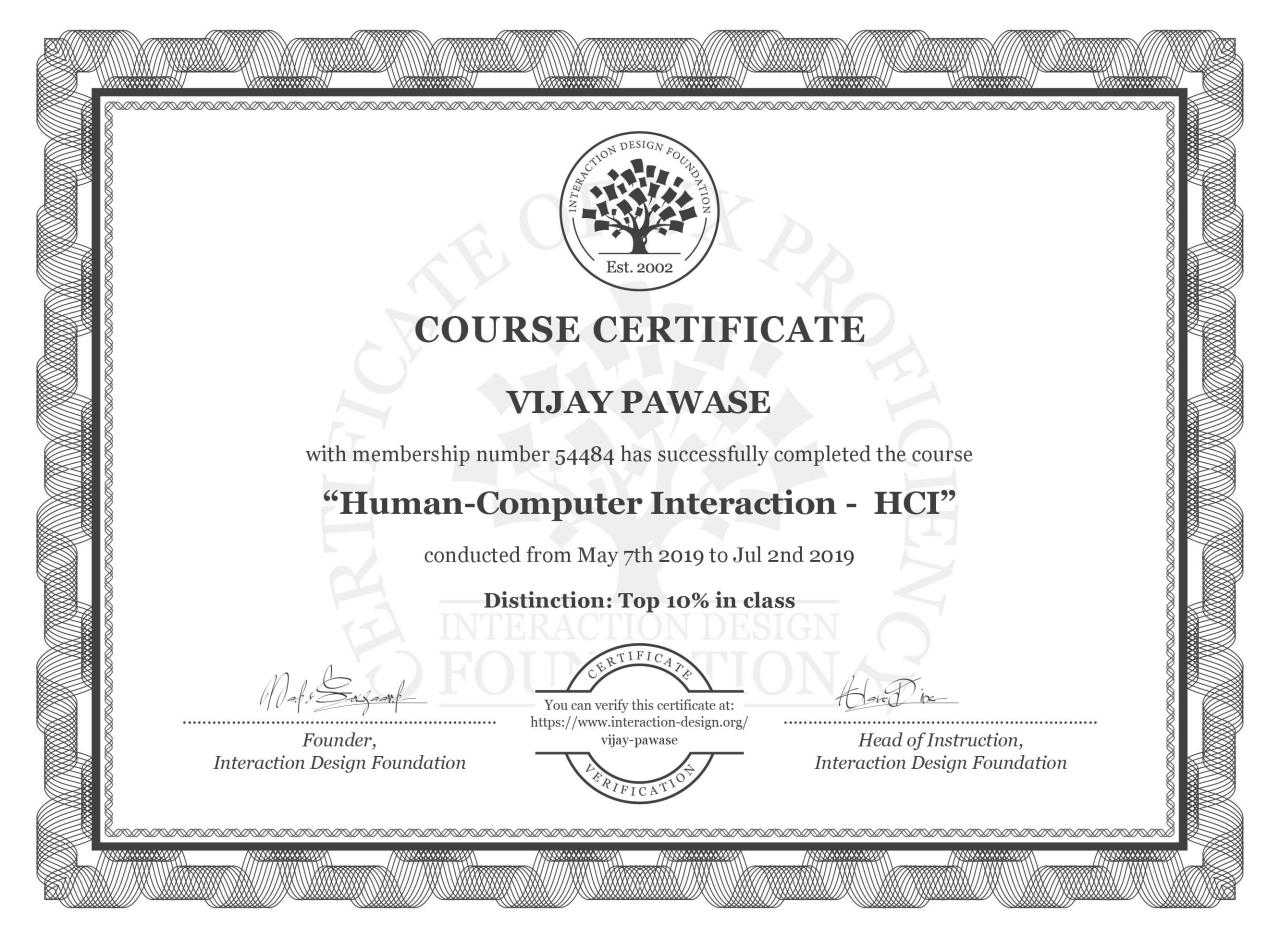 INTERACTION DESIGN FOUNDATION
Est. 2002
CERTIFICATE OF UX PROFICIENCY
COURSE CERTIFICATE
VIJAY PAWASE
with membership number 54484 has successfully completed the course
“Human-Computer Interaction - HCI”
conducted from May 7th 2019 to Jul 2nd 2019
Distinction: Top 10% in class
INTERACTION DESIGN
FOUNDATION
CERTIFICATE
You can verify this certificate at:
https://www.interaction-design.org/
vijay-pawase
VERIFICATION
Founder,
Interaction Design Foundation
Head of Instruction,
Interaction Design Foundation